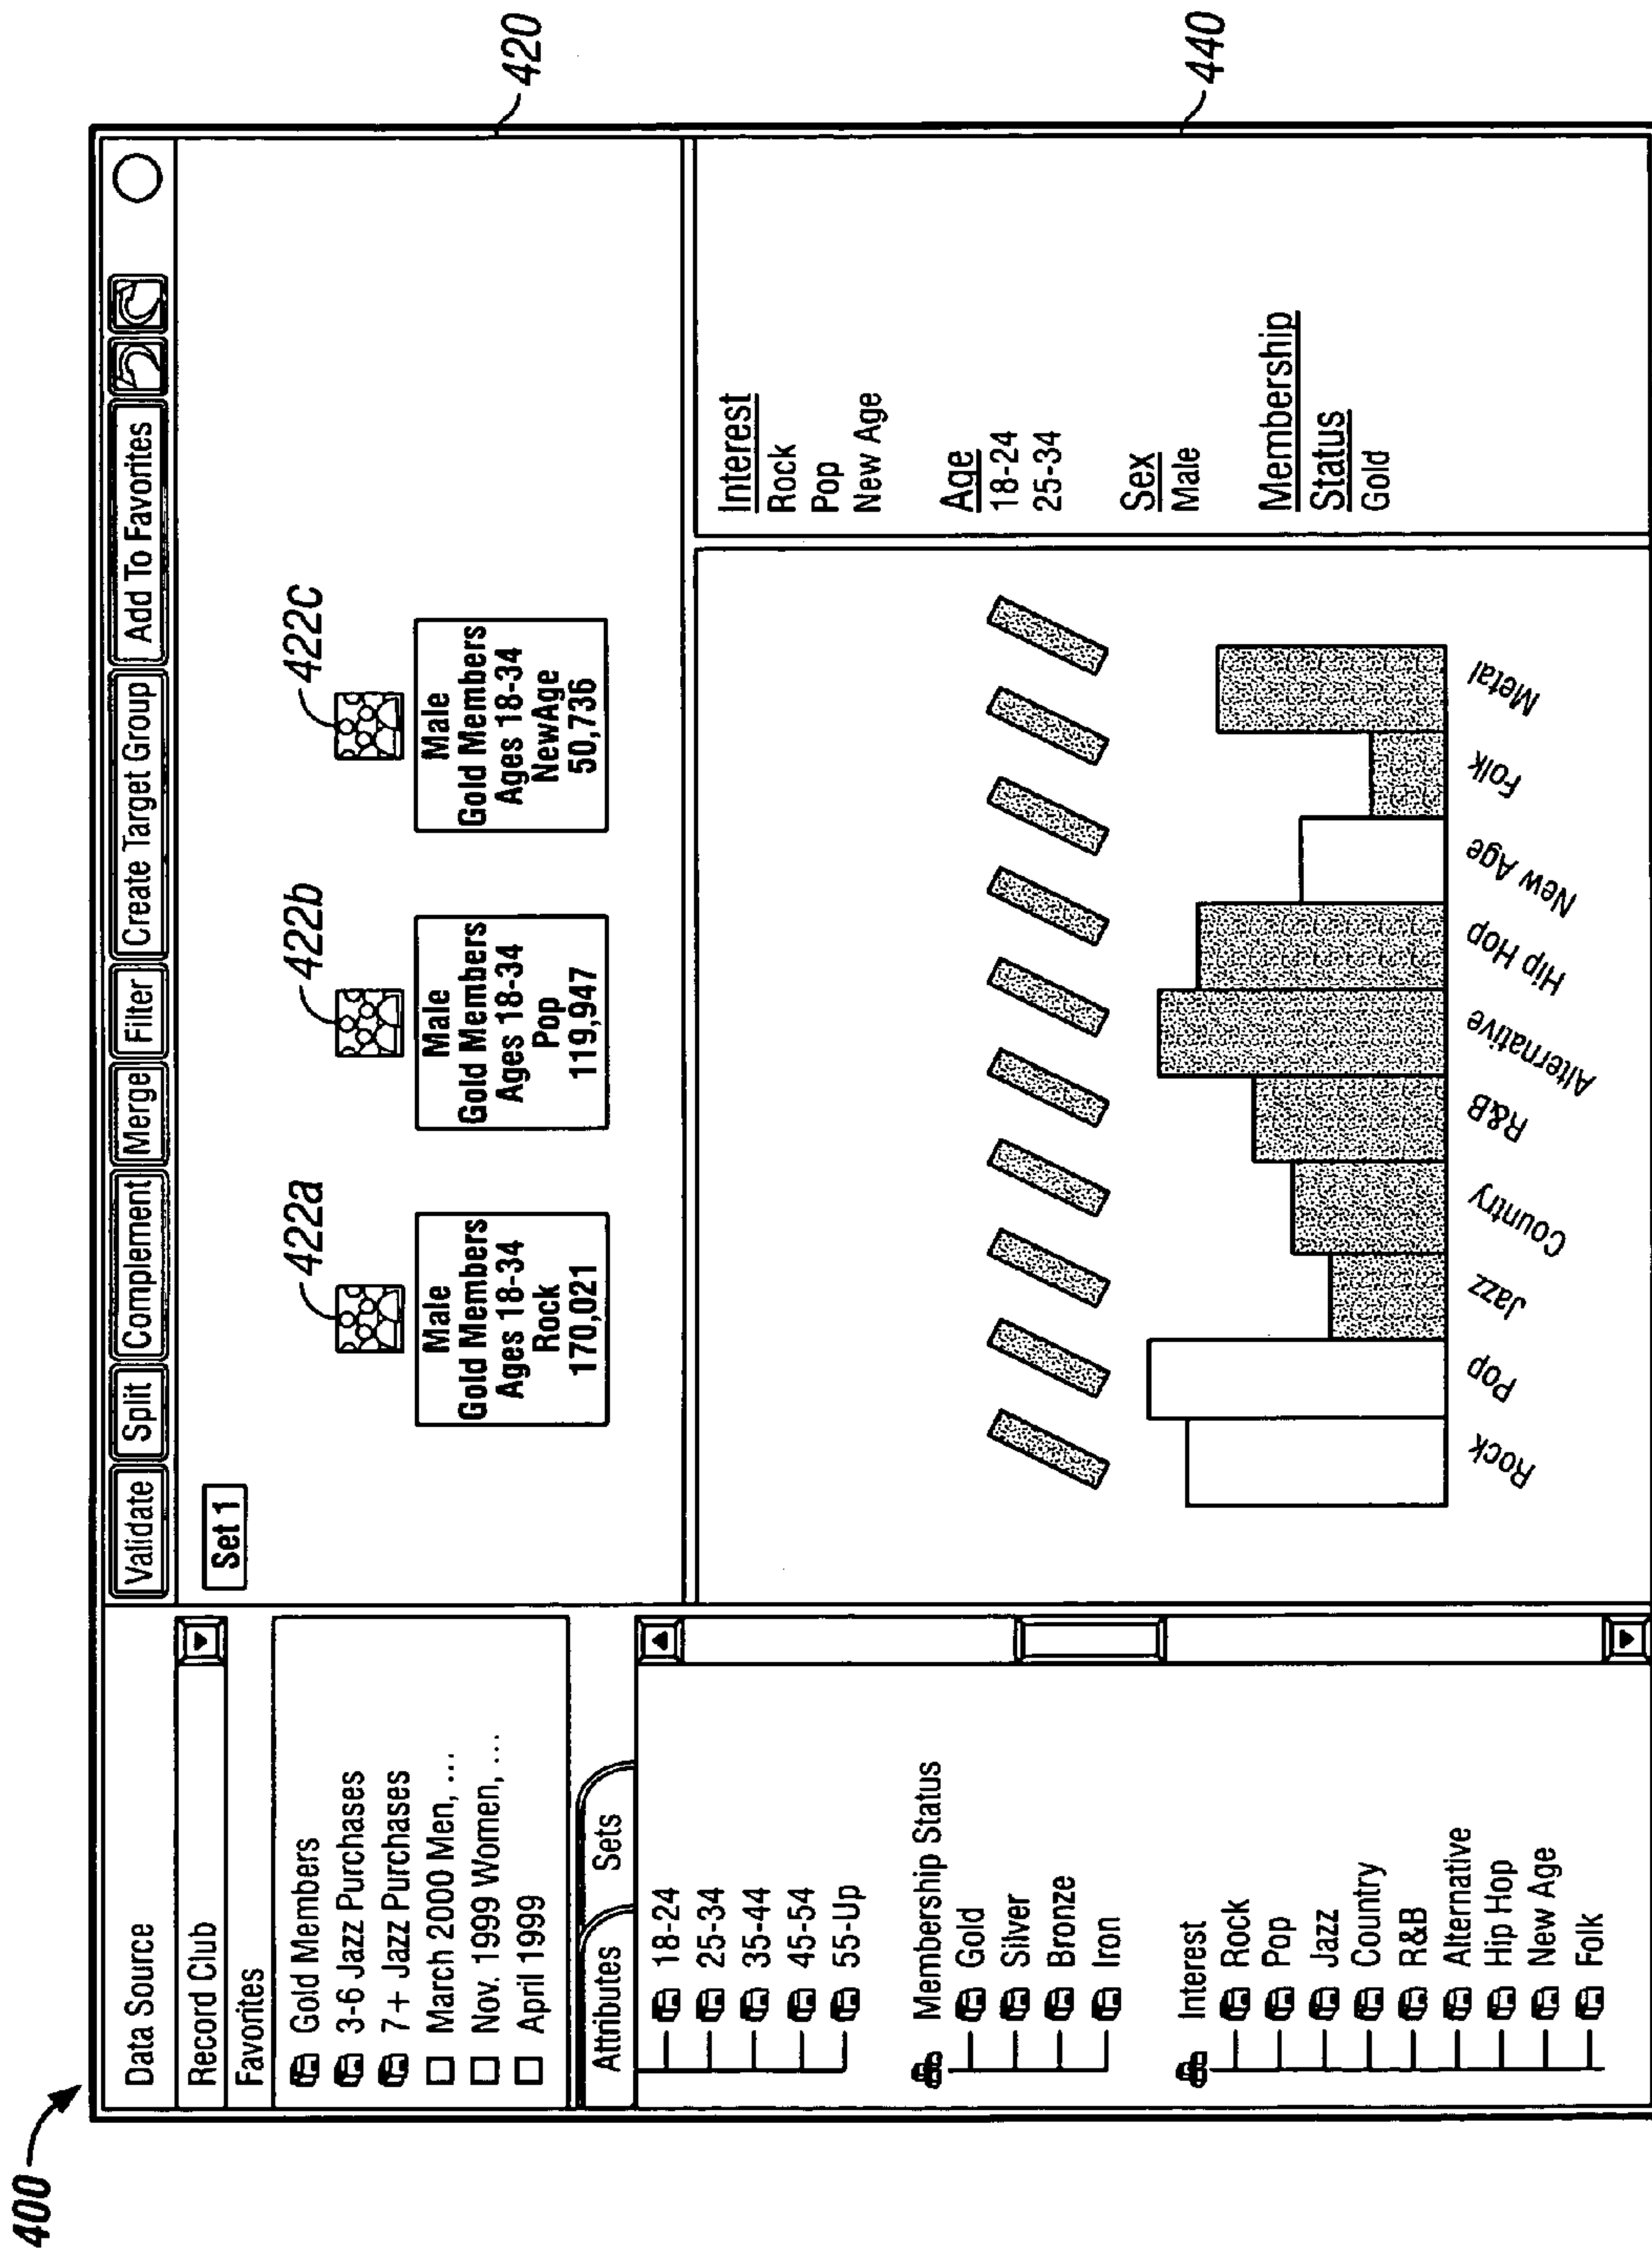 400
Data Source
Record Club
Favorites
Gold Members
3-6 Jazz Purchases
7+ Jazz Purchases
March 2000 Men, ...
Nov. 1999 Women, ...
April 1999
Attributes Sets
18-24
25-34
35-44
45-54
55-Up
Membership Status
Gold
Silver
Bronze
Iron
Interest
Rock
Pop
Jazz
Country
R&B
Alternative
Hip Hop
New Age
Folk
Validate Split Complement Merge Filter Create Target Group Add To Favorites
Set 1
422a
Male
Gold Members
Ages 18-34
Rock
170,021
422b
Male
Gold Members
Ages 18-34
Pop
119,947
422c
Male
Gold Members
Ages 18-34
NewAge
50,736
420
Rock Pop Jazz Country R&B Alternative Hip Hop New Age Folk Metal
Interest
Rock
Pop
New Age
Age
18-24
25-34
Sex
Male
Membership
Status
Gold
440